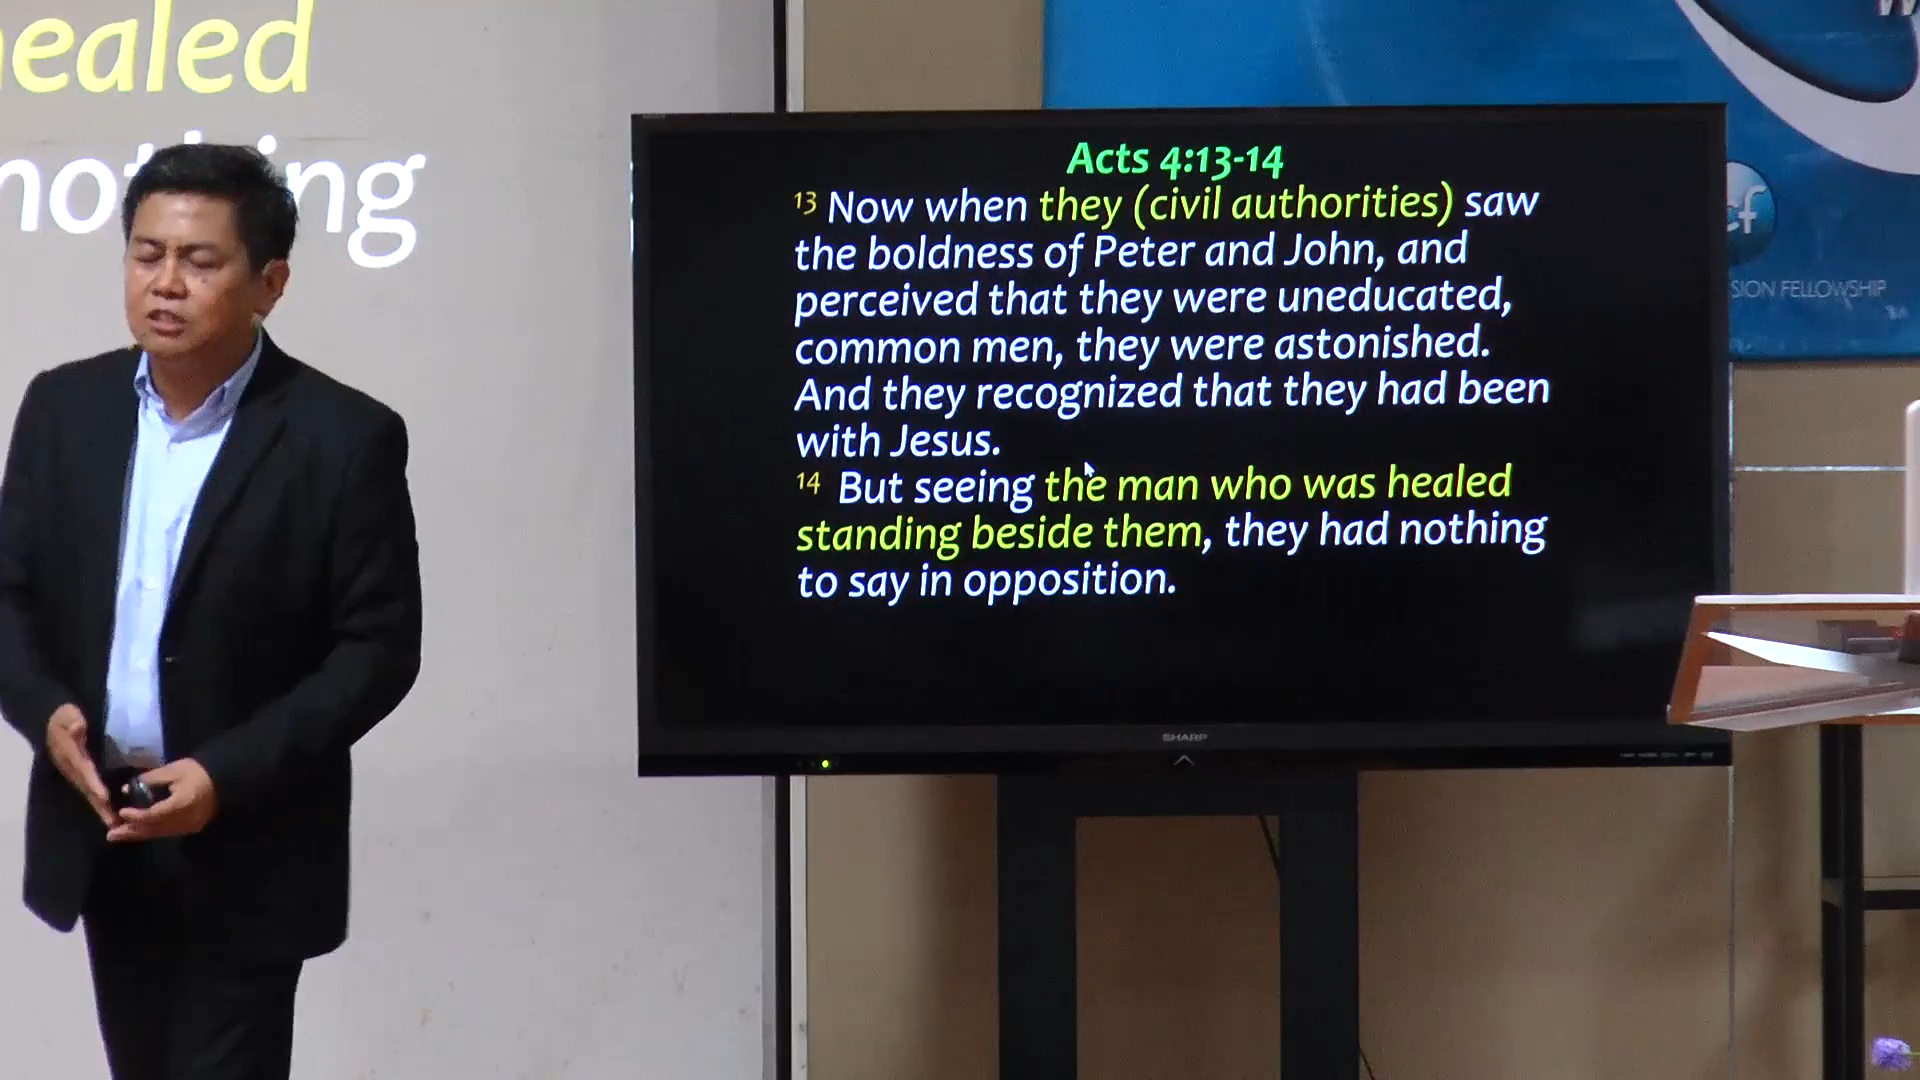 healed
nothing
Acts 4:13-14
13 Now when they (civil authorities) saw
the boldness of Peter and John, and
perceived that they were uneducated,
common men, they were astonished.
And they recognized that they had been
with Jesus.
14 But seeing the man who was healed
standing beside them, they had nothing
to say in opposition.
SHARP
cf
SION FELLOWSHIP